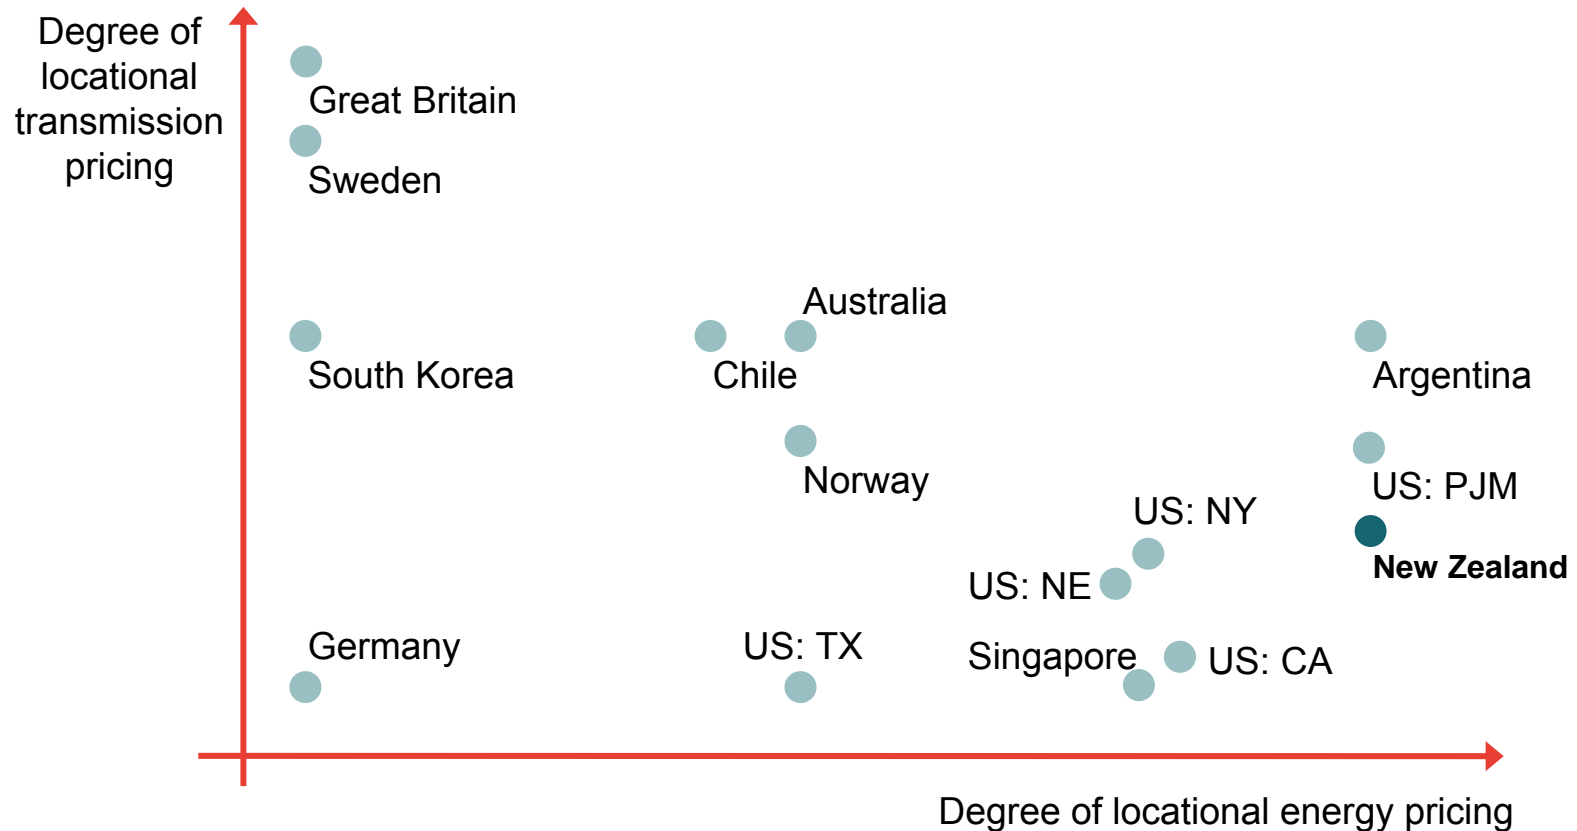 Degree of
locational
transmission
pricing
Great Britain
Sweden
Australia
South Korea
Chile
Argentina
Norway
US: PJM
US: NY
New Zealand
US: NE
Germany
US: TX
Singapore
US: CA
Degree of locational energy pricing